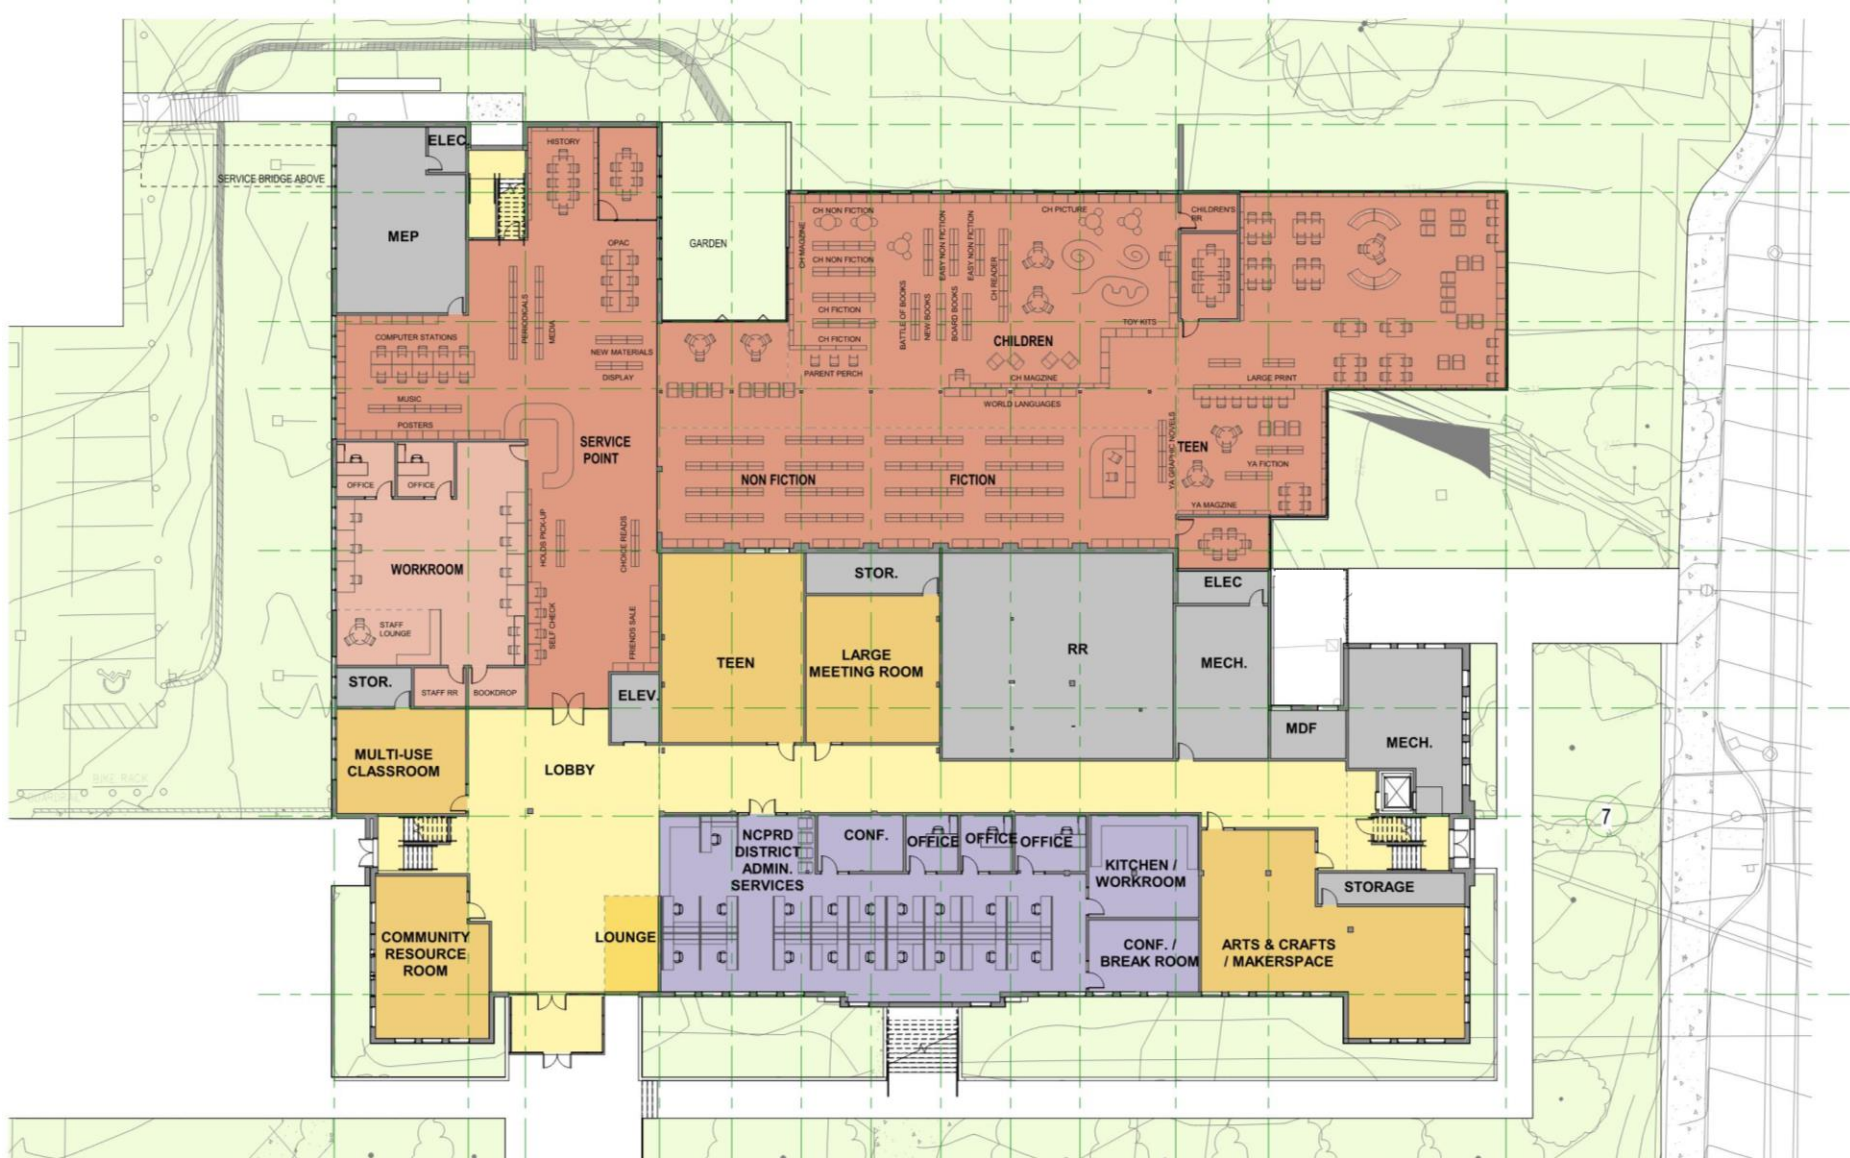 ELEC
HISTORY
SERVICE BRIDGE ABOVE
MEP
OPAC
GARDEN
CH NON FICTION
CH MAGZINE
CH NON FICTION
CH FICTION
CH FICTION
PARENT PERCH
EASY NON FICTION
EASY NON FICTION
CH READER
BATTLE OF BOOKS
NEW BOOKS
BOARD BOOKS
CH PICTURE
CHILDREN'S
RR
TOY KITS
CHILDREN
CH MAGZINE
WORLD LANGUAGES
LARGE PRINT
COMPUTER STATIONS
PERIODICALS
MEDIA
NEW MATERIALS
DISPLAY
MUSIC
POSTERS
SERVICE
POINT
NON FICTION
FICTION
YA GRAPHIC NOVELS
TEEN
YA FICTION
YA MAGZINE
OFFICE
OFFICE
WORKROOM
HOLDS PICK-UP
CHOICE READS
STAFF
LOUNGE
SELF CHECK
FRIENDS SALE
STOR.
STAFF RR
BOOKDROP
ELEV.
TEEN
STOR.
LARGE
MEETING ROOM
RR
ELEC
MECH.
MDF
MECH.
MULTI-USE
CLASSROOM
LOBBY
BIKE RACK
7
NCPRD
DISTRICT
ADMIN.
SERVICES
CONF.
OFFICE
OFFICE
OFFICE
KITCHEN /
WORKROOM
STORAGE
COMMUNITY
RESOURCE
ROOM
LOUNGE
CONF. /
BREAK ROOM
ARTS & CRAFTS
/ MAKERSPACE